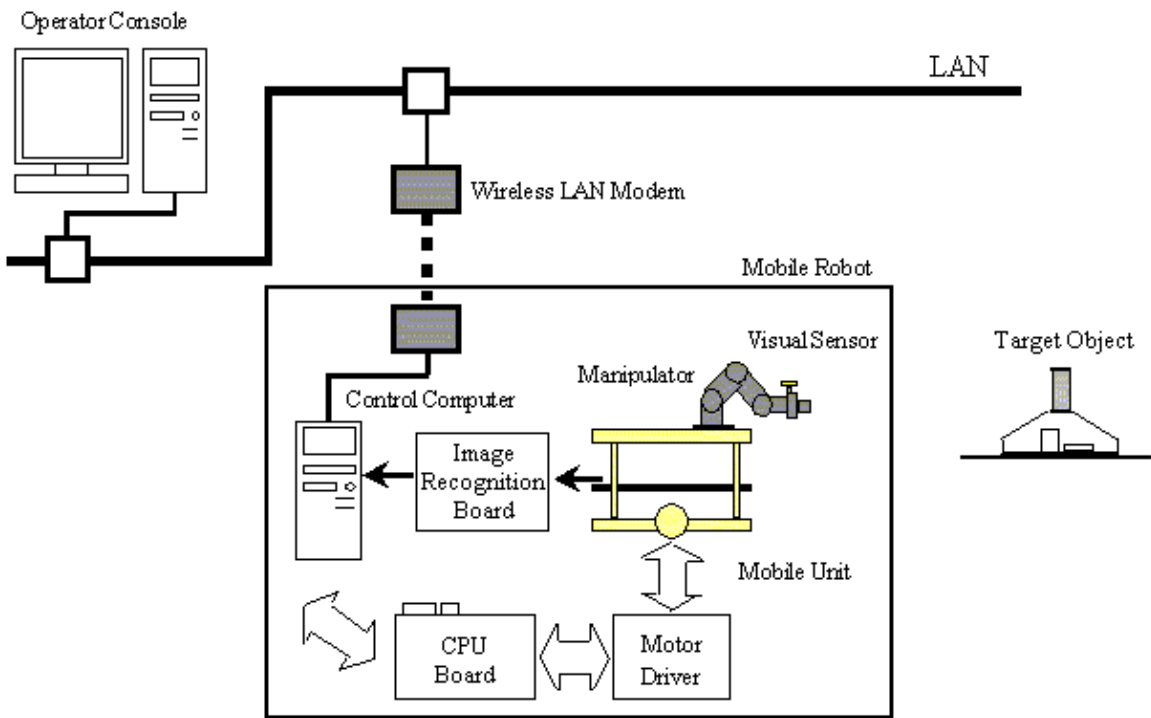 Operator Console
LAN
Wireless LAN Modem
Mobile Robot
Visual Sensor
Target Object
Manipulator
Control Computer
Image
Recognition
Board
Mobile Unit
CPU
Board
Motor
Driver